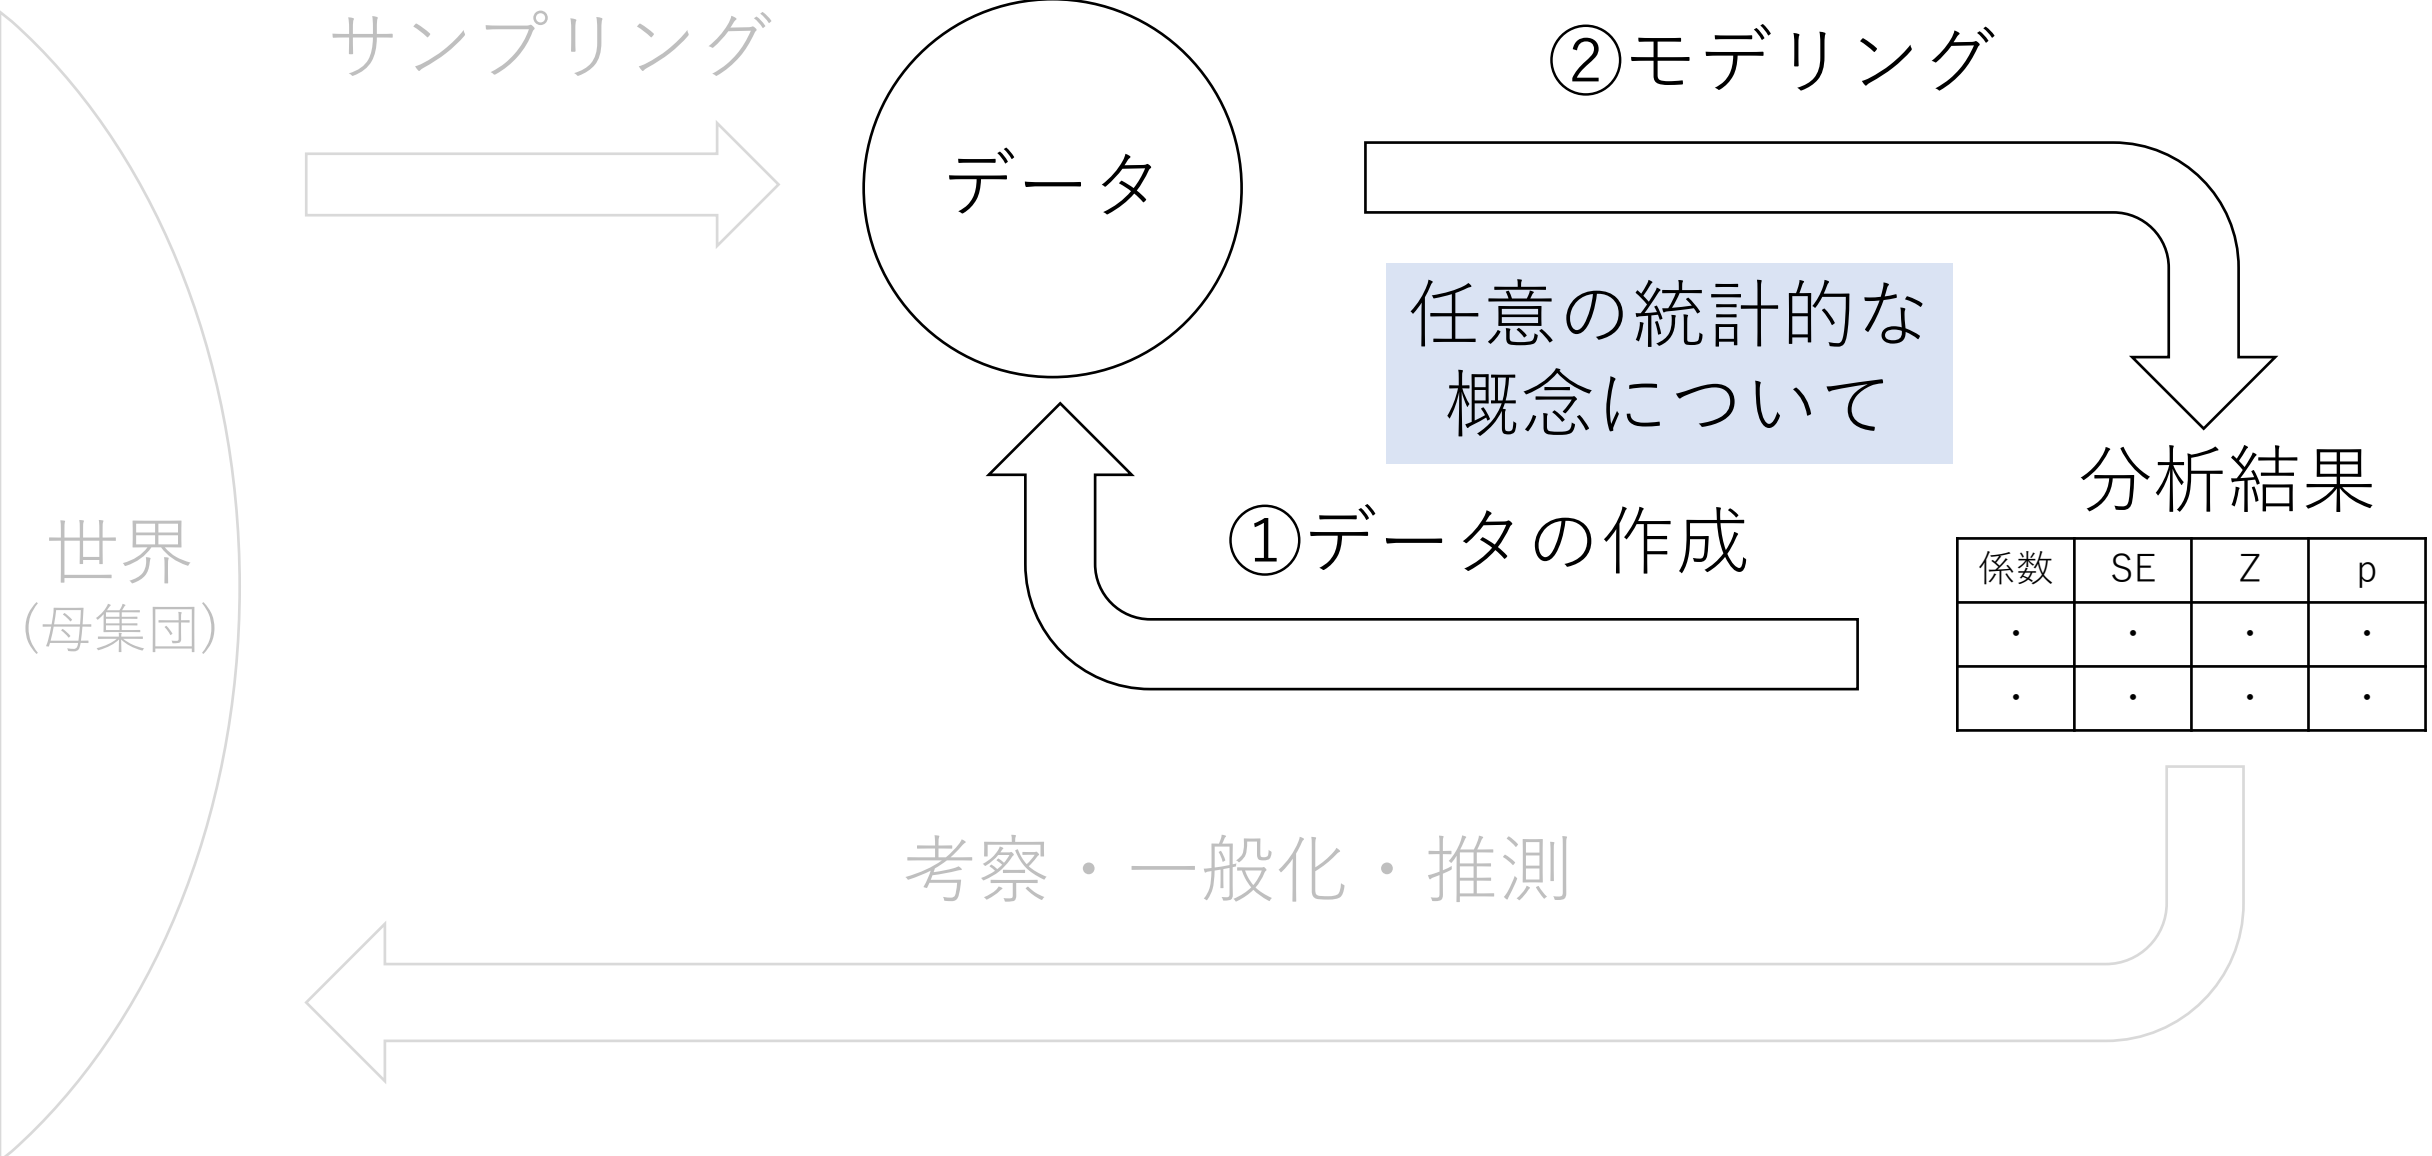 サンプリング
②モデリング
データ
任意の統計的な
概念について
分析結果
①データの作成
世界
(母集団)
係数 SE Z p
・ ・ ・ ・
・ ・ ・ ・
考察・一般化・推測